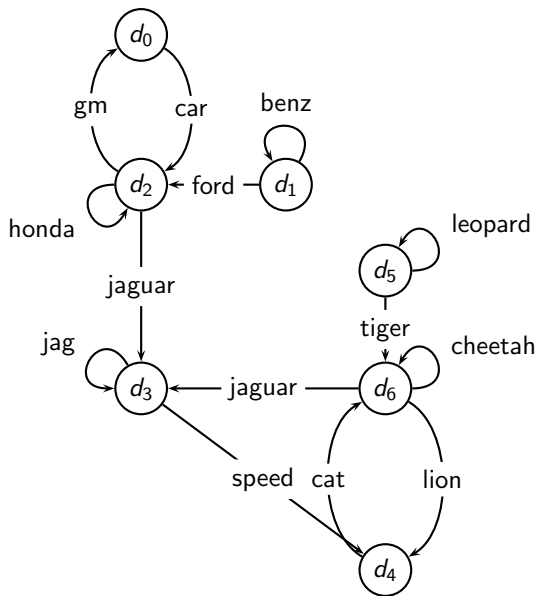 d0
gm
car
benz
d2
ford
d1
honda
leopard
d5
jaguar
tiger
jag
cheetah
d3
jaguar
d6
speed
cat
lion
d4